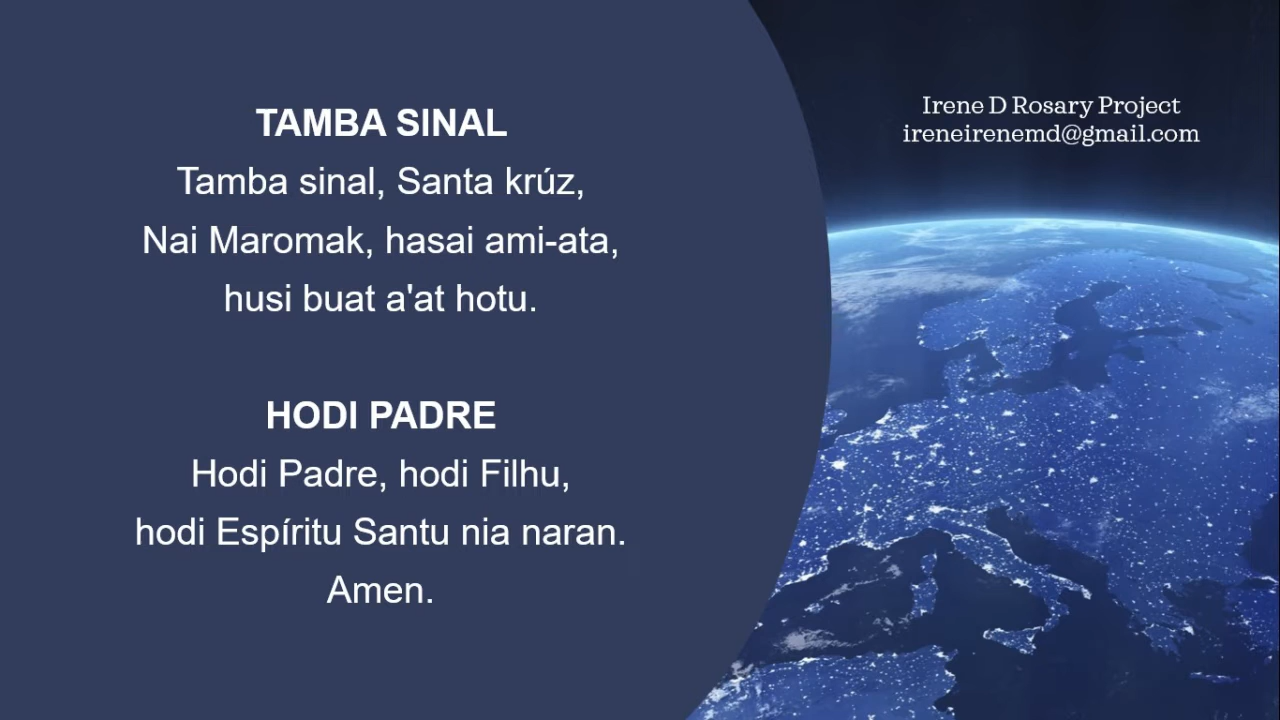 TAMBA SINAL
Tamba sinal, Santa krúz,
Nai Maromak, hasai ami-ata,
husi buat a'at hotu.
HODI PADRE
Hodi Padre, hodi Filhu,
hodi Espíritu Santu nia naran.
Amen.
Irene D Rosary Project
ireneirenemd@gmail.com